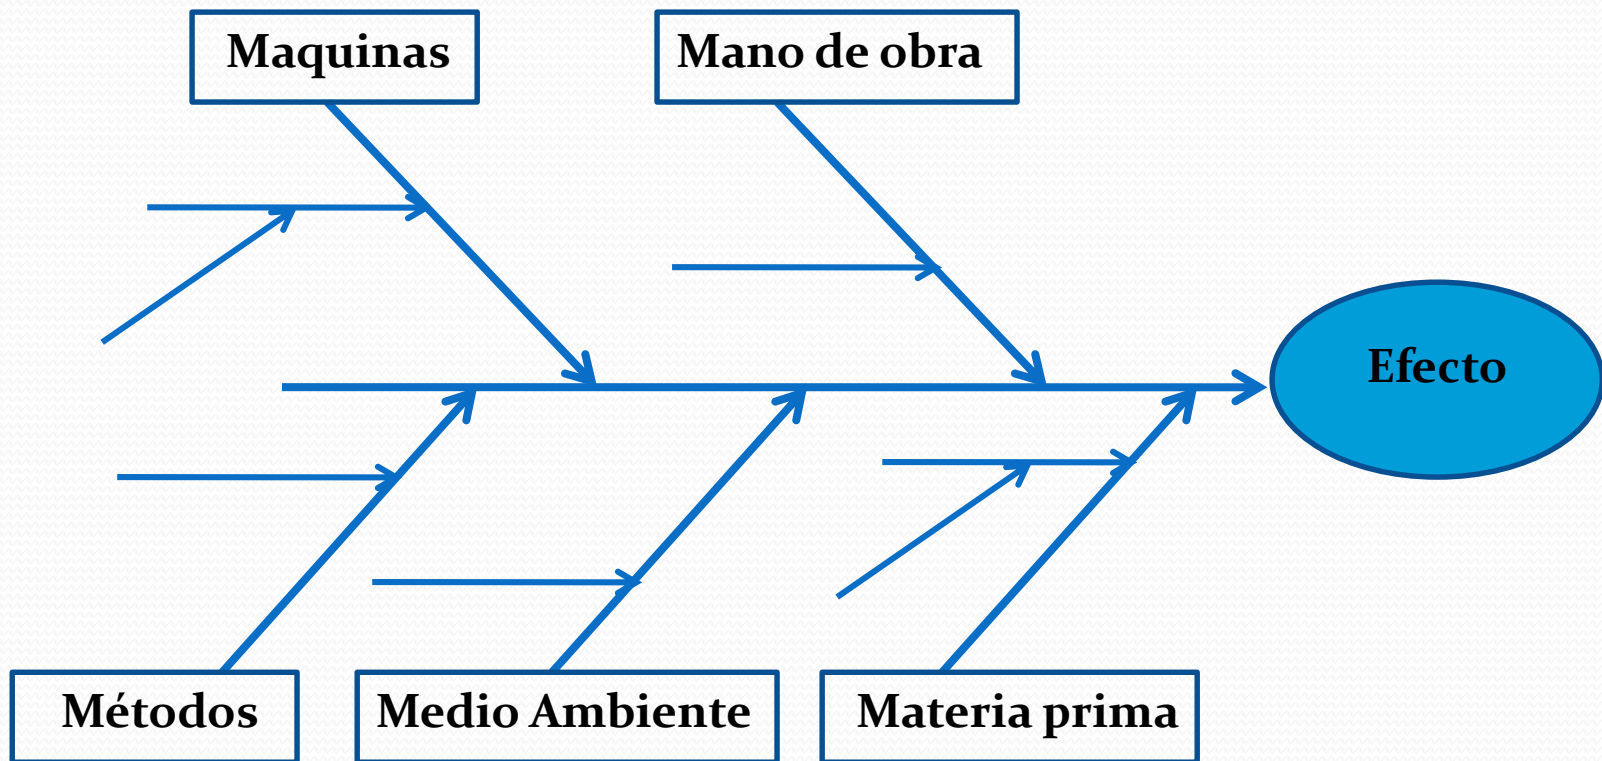 Maquinas
Mano de obra
Efecto
Métodos
Medio Ambiente
Materia prima